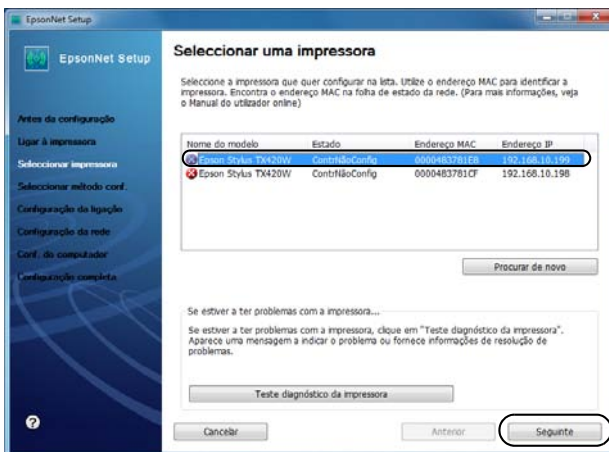 EpsonNet Setup
EpsonNet Setup
Antes da configuração
Ligar à impressora
Seleccionar impressora
Seleccionar método conf.
Configuração da ligação
Configuração da rede
Conf. do computador
Configuração completa
Seleccionar uma impressora
Seleccione a impressora que quer configurar na lista. Utilize o endereço MAC para identificar a
impressora. Encontra o endereço MAC na folha de estado da rede. (Para mais informações, veja
o Manual do utilizador online)
Nome do modelo Estado Endereço MAC Endereço IP
Epson Stylus TX420W ContrNãoConfig 0000483781EB 192.168.10.199
Epson Stylus TX420W ContrNãoConfig 0000483781CF 192.168.10.198
Procurar de novo
Se estiver a ter problemas com a impressora...
Se estiver a ter problemas com a impressora, clique em "Teste diagnóstico da impressora".
Aparece uma mensagem a indicar o problema ou fornece informações de resolução de
problemas.
Teste diagnóstico da impressora
Cancelar Anterior Seguinte